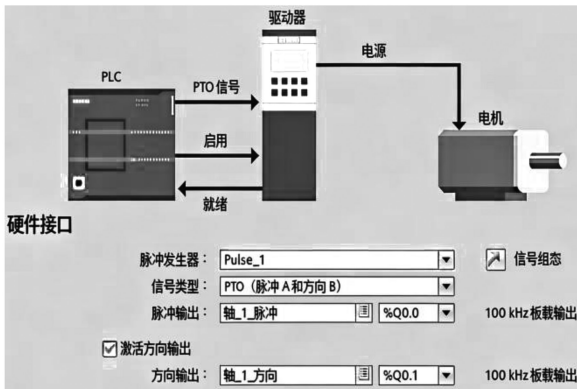 驱动器
电源
PLC
PTO 信号
电机
启用
就绪
硬件接口
脉冲发生器： Pulse_1 信号组态
信号类型： PTO（脉冲 A 和方向 B）
脉冲输出： 轴_1_脉冲 %Q0.0 100 kHz 板载输出
激活方向输出
方向输出： 轴_1_方向 %Q0.1 100 kHz 板载输出